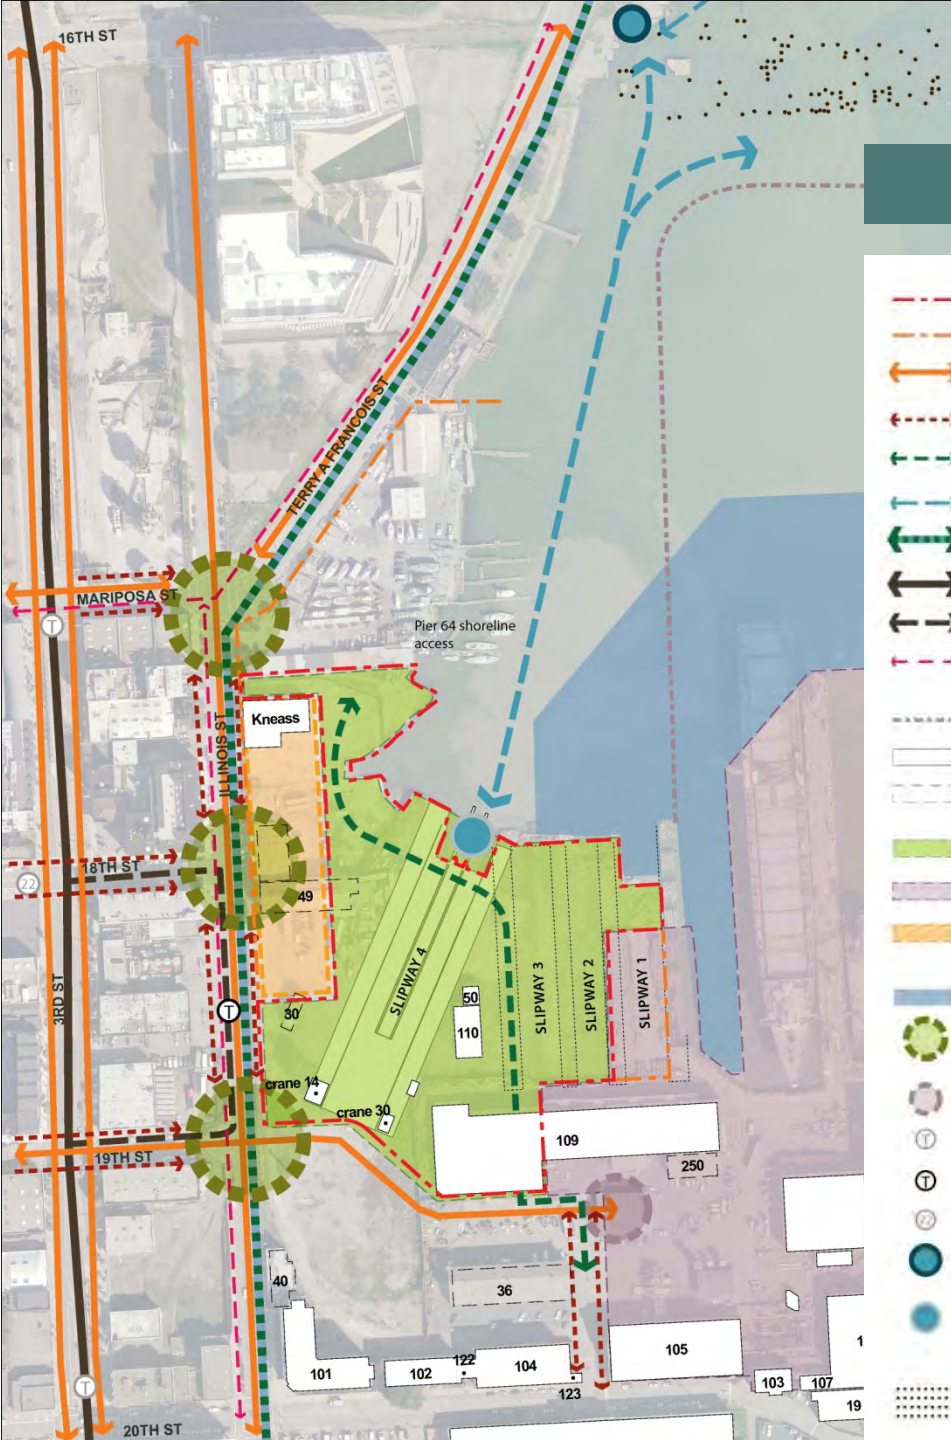 16TH ST
TERRY A FRANCOIS ST
MARIPOSA ST
T
Pier 64 shoreline
access
Kneass
ILLINOIS ST
18TH ST
22
49
3RD ST
SLIPWAY 4
SLIPWAY 3
SLIPWAY 2
SLIPWAY 1
50
30
T
110
crane 14
crane 30
109
19TH ST
250
T
T
22
40
36
105
101
102
122
104
123
103
107
1
19
T
20TH ST